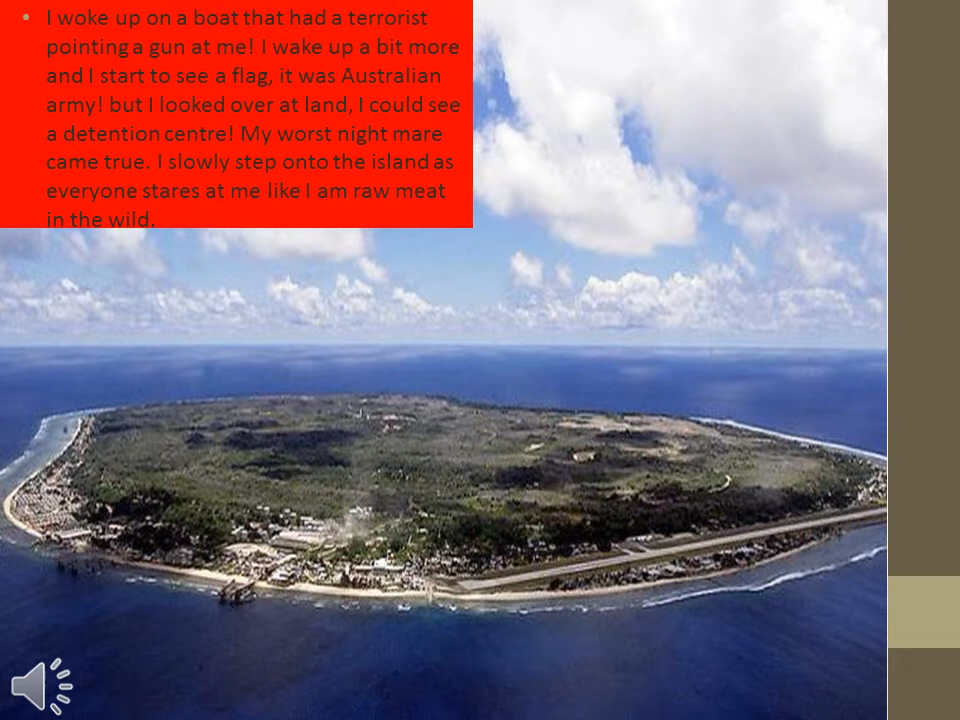 • I woke up on a boat that had a terrorist
pointing a gun at me! I wake up a bit more
and I start to see a flag, it was Australian
army! but I looked over at land, I could see
a detention centre! My worst night mare
came true. I slowly step onto the island as
everyone stares at me like I am raw meat
in the wild.